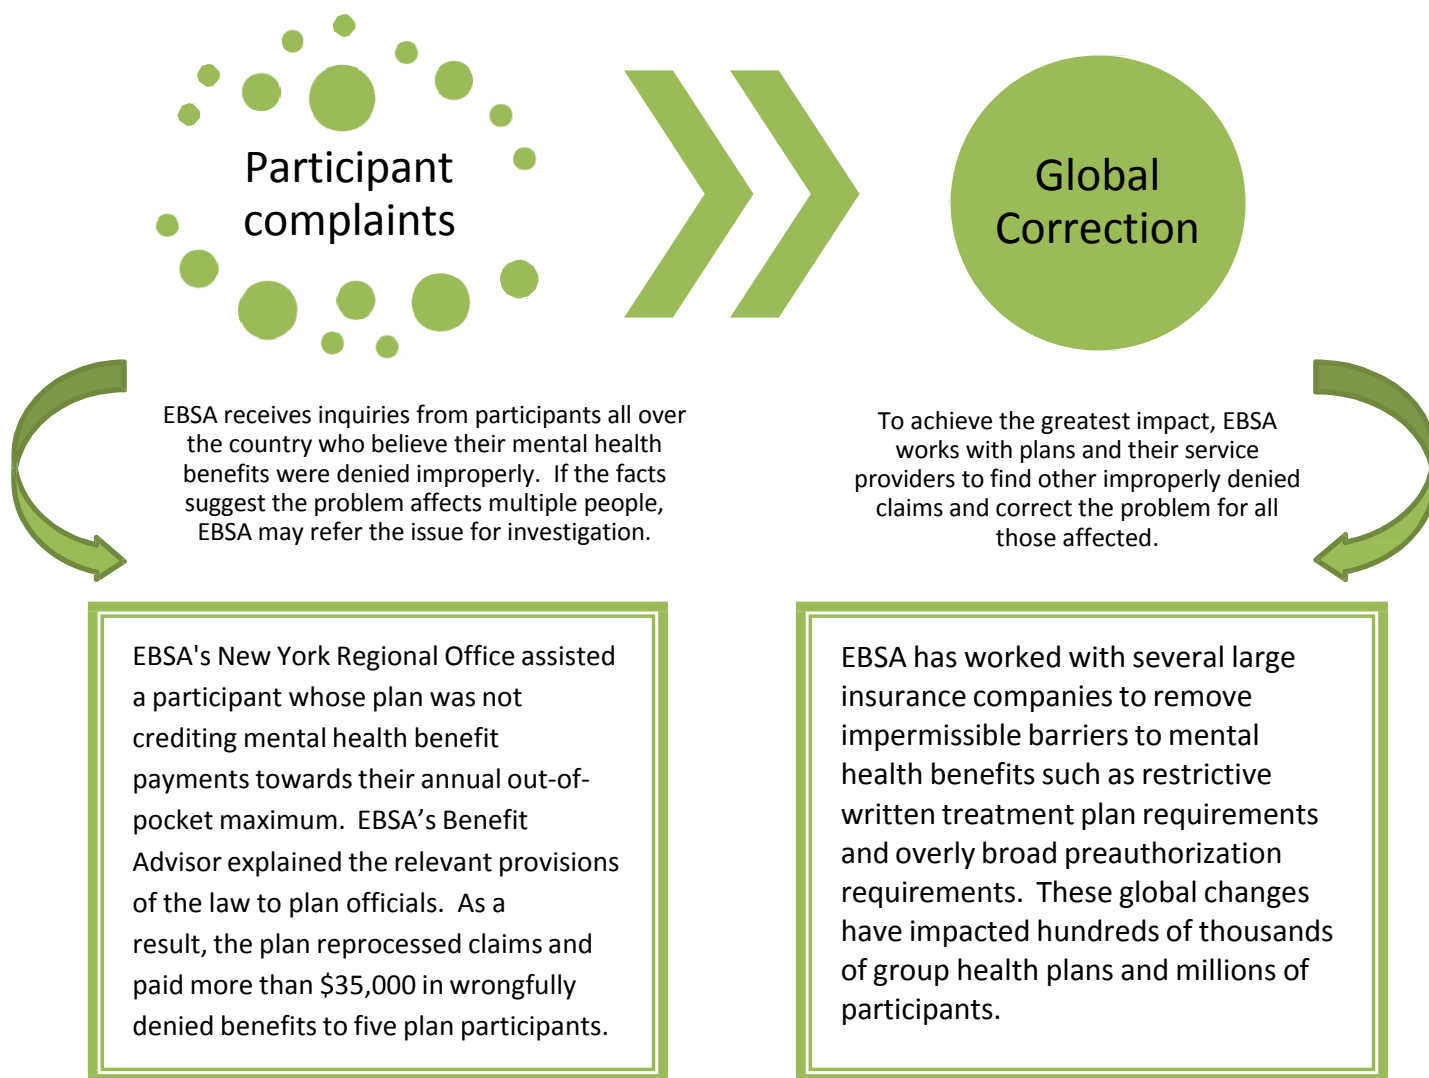 Participant
complaints
Global
Correction
EBSA receives inquiries from participants all over
the country who believe their mental health
benefits were denied improperly.  If the facts
suggest the problem affects multiple people,
EBSA may refer the issue for investigation.
To achieve the greatest impact, EBSA
works with plans and their service
providers to find other improperly denied
claims and correct the problem for all
those affected.
EBSA's New York Regional Office assisted
a participant whose plan was not
crediting mental health benefit
payments towards their annual out-of-
pocket maximum.  EBSA’s Benefit
Advisor explained the relevant provisions
of the law to plan officials.  As a
result, the plan reprocessed claims and
paid more than $35,000 in wrongfully
denied benefits to five plan participants.
EBSA has worked with several large
insurance companies to remove
impermissible barriers to mental
health benefits such as restrictive
written treatment plan requirements
and overly broad preauthorization
requirements.  These global changes
have impacted hundreds of thousands
of group health plans and millions of
participants.